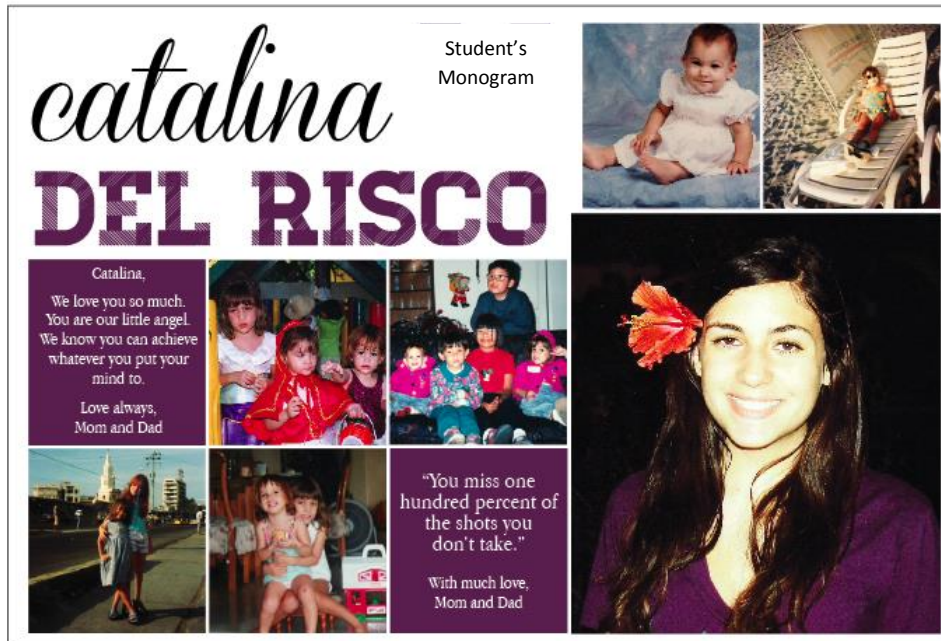 catalina
DEL RISCO
Student's
Monogram
Catalina,
We love you so much.
You are our little angel.
We know you can achieve
whatever you put your
mind to.
Love always,
Mom and Dad
"You miss one
hundred percent of
the shots you
don't take."
With much love,
Mom and Dad